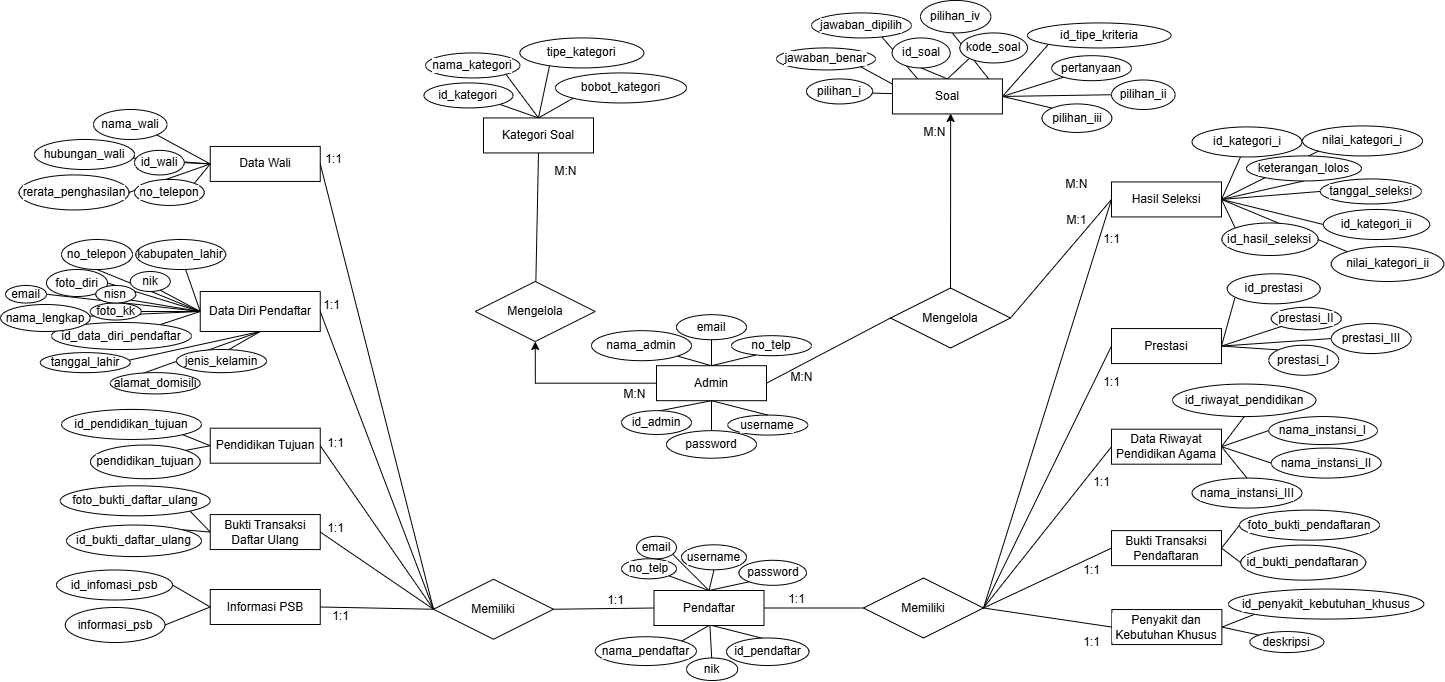 pilihan_iv
jawaban_dipilih
id_soal
kode_soal
id_tipe_kriteria
jawaban_benar
pertanyaan
pilihan_i
Soal
pilihan_ii
pilihan_iii
M:N
tipe_kategori
nama_kategori
id_kategori
bobot_kategori
Kategori Soal
M:N
nama_wali
hubungan_wali
id_wali
rerata_penghasilan
no_telepon
Data Wali
1:1
no_telepon
kabupaten_lahir
foto_diri
nik
email
nisn
nama_lengkap
foto_kk
id_data_diri_pendaftar
tanggal_lahir
jenis_kelamin
alamat_domisili
Data Diri Pendaftar
1:1
id_pendidikan_tujuan
pendidikan_tujuan
Pendidikan Tujuan
1:1
foto_bukti_daftar_ulang
id_bukti_daftar_ulang
Bukti Transaksi
Daftar Ulang
1:1
id_infomasi_psb
informasi_psb
Informasi PSB
1:1
Mengelola
email
nama_admin
no_telp
Admin
M:N
M:N
id_admin
username
password
Mengelola
M:N
M:1
1:1
Hasil Seleksi
id_kategori_i
nilai_kategori_i
keterangan_lolos
tanggal_seleksi
id_kategori_ii
id_hasil_seleksi
nilai_kategori_ii
id_prestasi
prestasi_II
prestasi_III
prestasi_I
Prestasi
1:1
id_riwayat_pendidikan
nama_instansi_I
nama_instansi_II
nama_instansi_III
Data Riwayat
Pendidikan Agama
1:1
foto_bukti_pendaftaran
id_bukti_pendaftaran
Bukti Transaksi
Pendaftaran
1:1
id_penyakit_kebutuhan_khusus
deskripsi
Penyakit dan
Kebutuhan Khusus
1:1
Memiliki
1:1
email
username
no_telp
password
Pendaftar
nama_pendaftar
id_pendaftar
nik
1:1
Memiliki